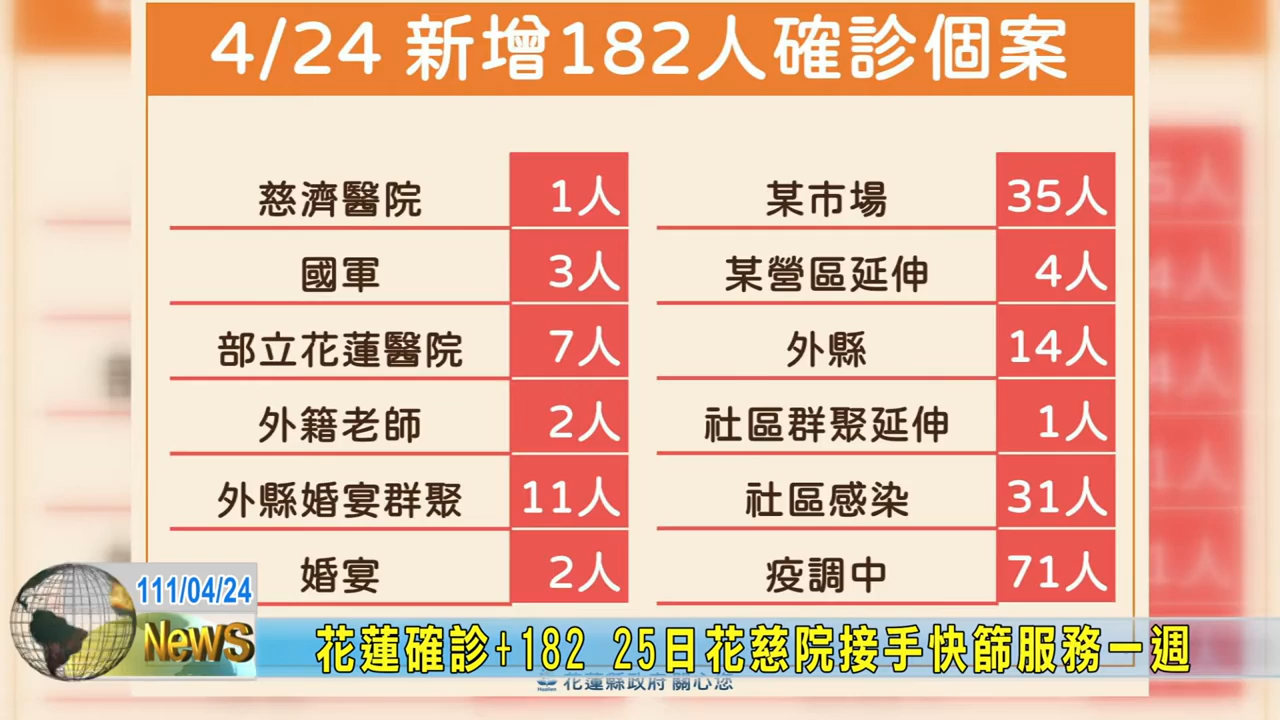 4/24 新增182人確診個案
慈濟醫院 1人
國軍 3人
部立花蓮醫院 7人
外籍老師 2人
外縣婚宴群聚 11人
婚宴 2人
某市場 35人
某營區延伸 4人
外縣 14人
社區群聚延伸 1人
社區感染 31人
疫調中 71人
111/04/24
News
花蓮確診+182 25日花慈院接手快篩服務一週
花蓮縣政府 關心您